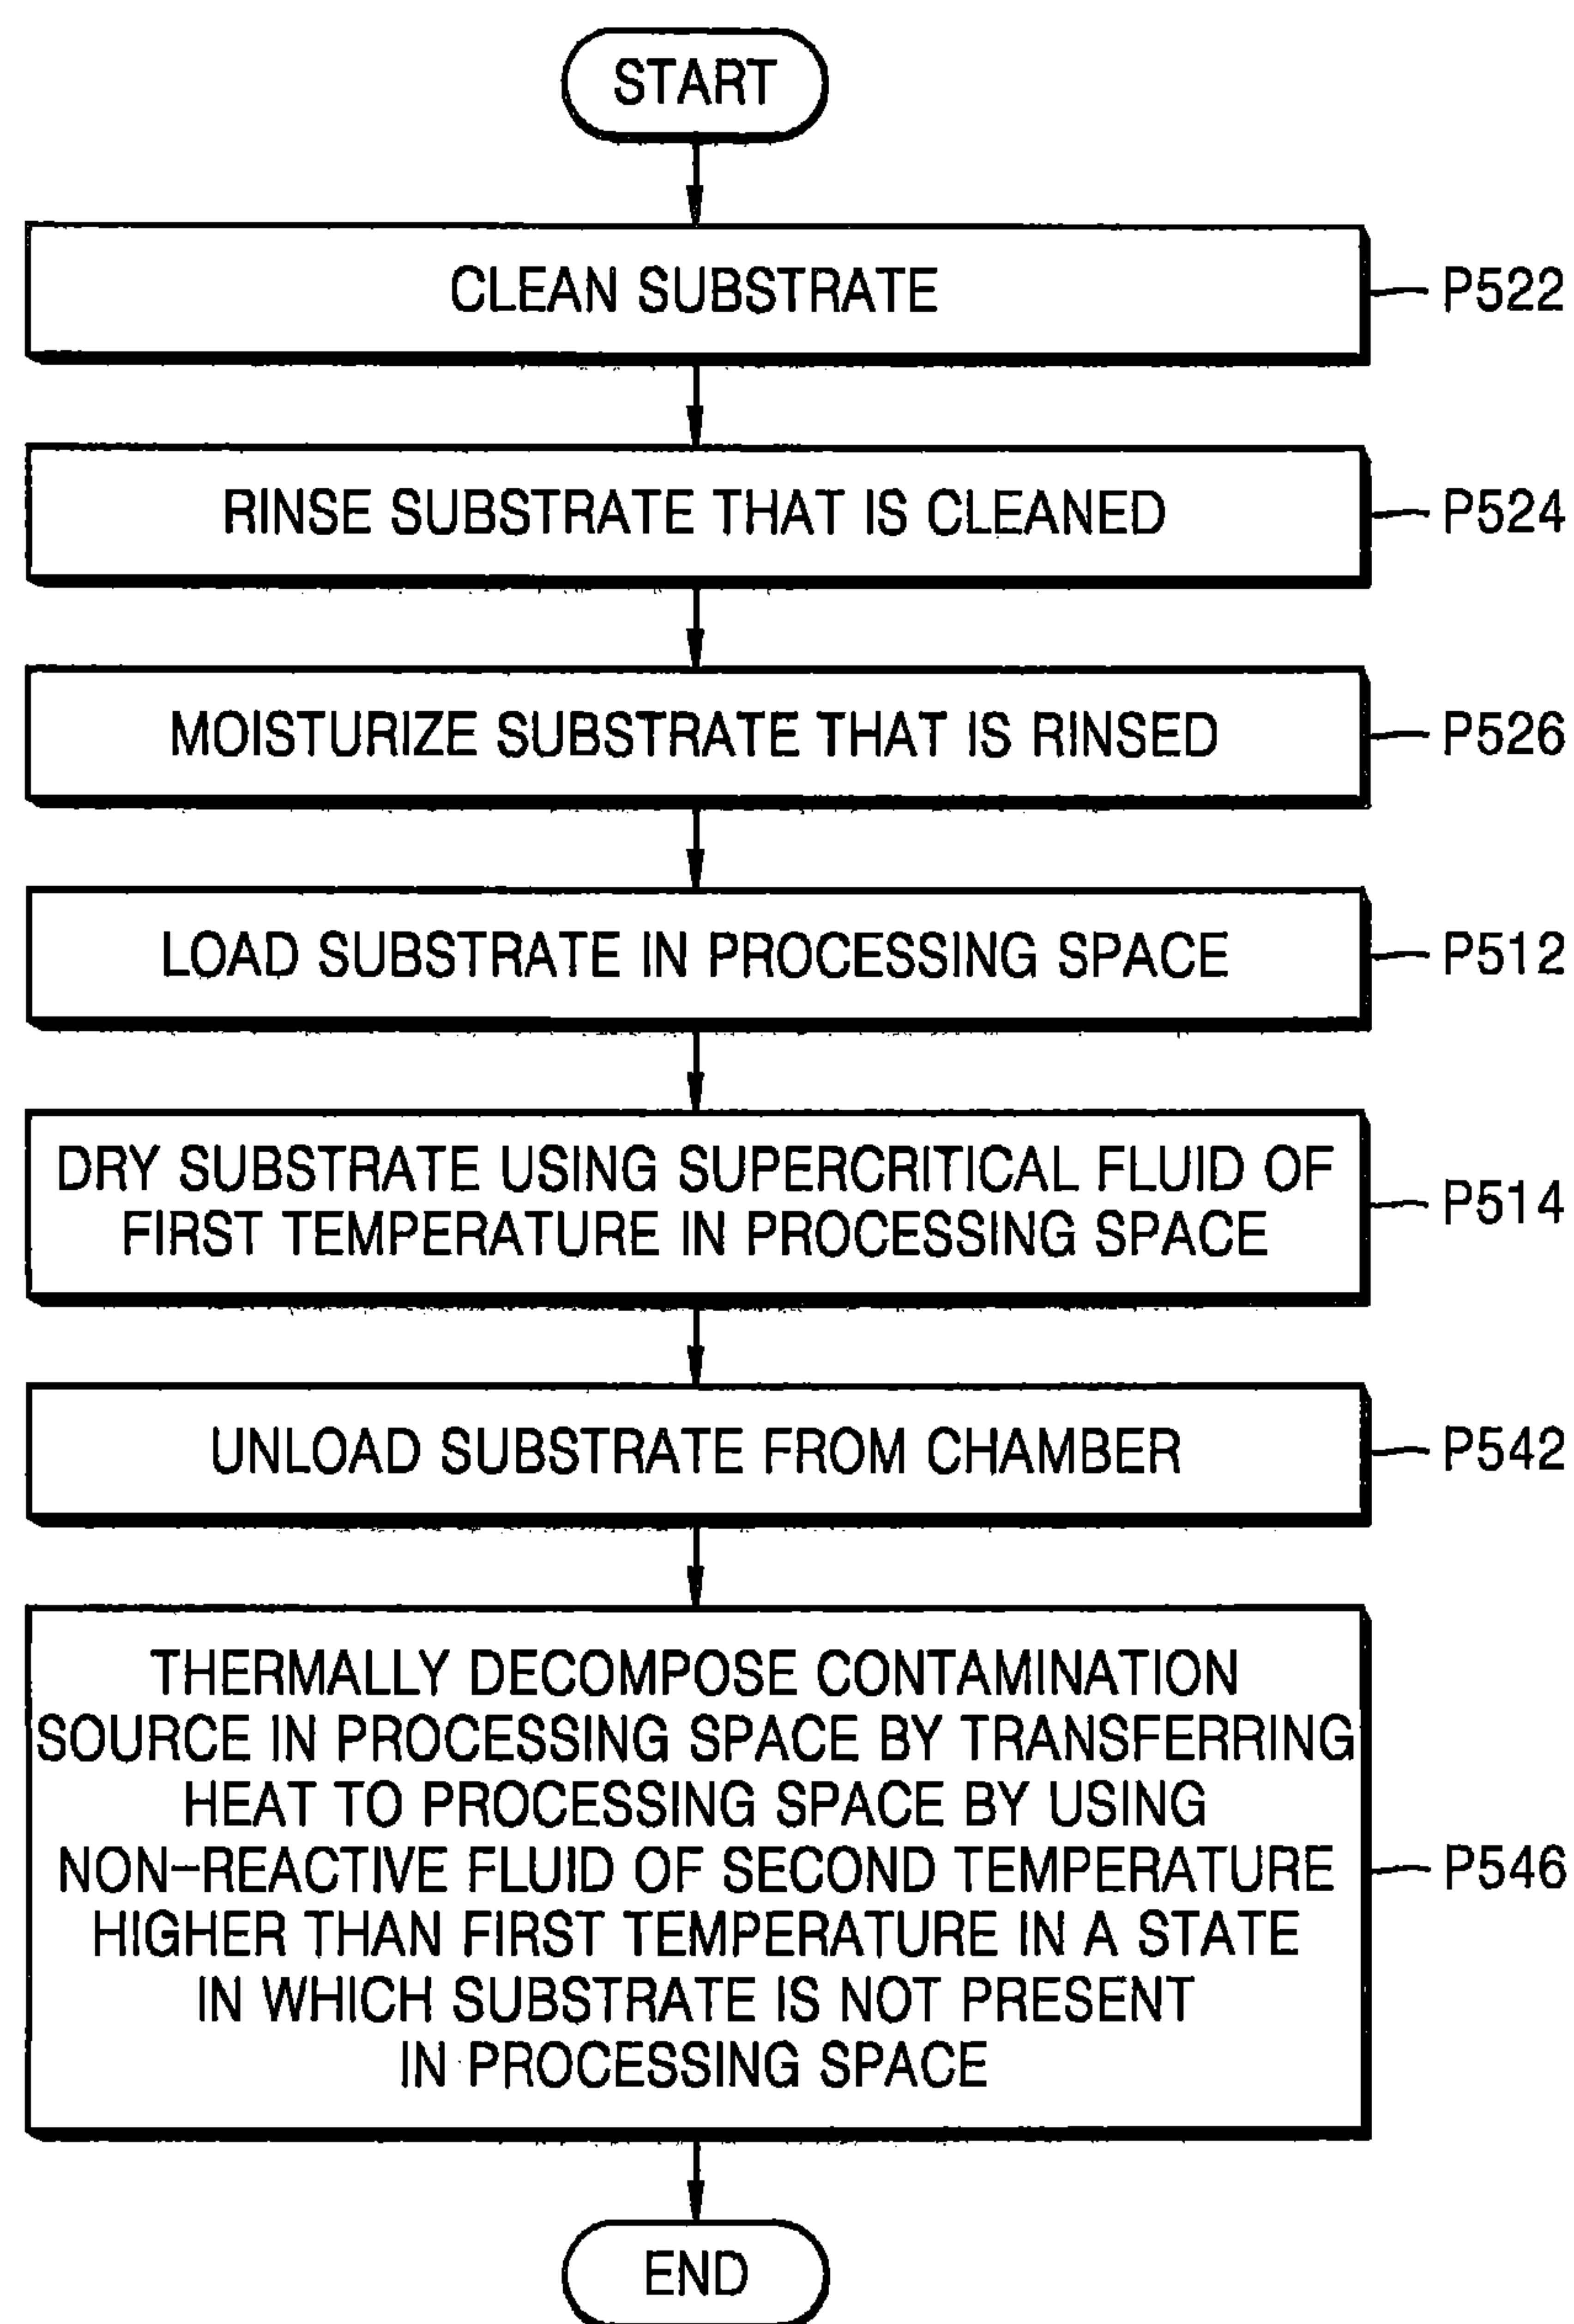 START
CLEAN SUBSTRATE
P522
RINSE SUBSTRATE THAT IS CLEANED
P524
MOISTURIZE SUBSTRATE THAT IS RINSED
P526
LOAD SUBSTRATE IN PROCESSING SPACE
P512
DRY SUBSTRATE USING SUPERCRITICAL FLUID OF
FIRST TEMPERATURE IN PROCESSING SPACE
P514
UNLOAD SUBSTRATE FROM CHAMBER
P542
THERMALLY DECOMPOSE CONTAMINATION
SOURCE IN PROCESSING SPACE BY TRANSFERRING
HEAT TO PROCESSING SPACE BY USING
NON-REACTIVE FLUID OF SECOND TEMPERATURE
HIGHER THAN FIRST TEMPERATURE IN A STATE
IN WHICH SUBSTRATE IS NOT PRESENT
IN PROCESSING SPACE
P546
END